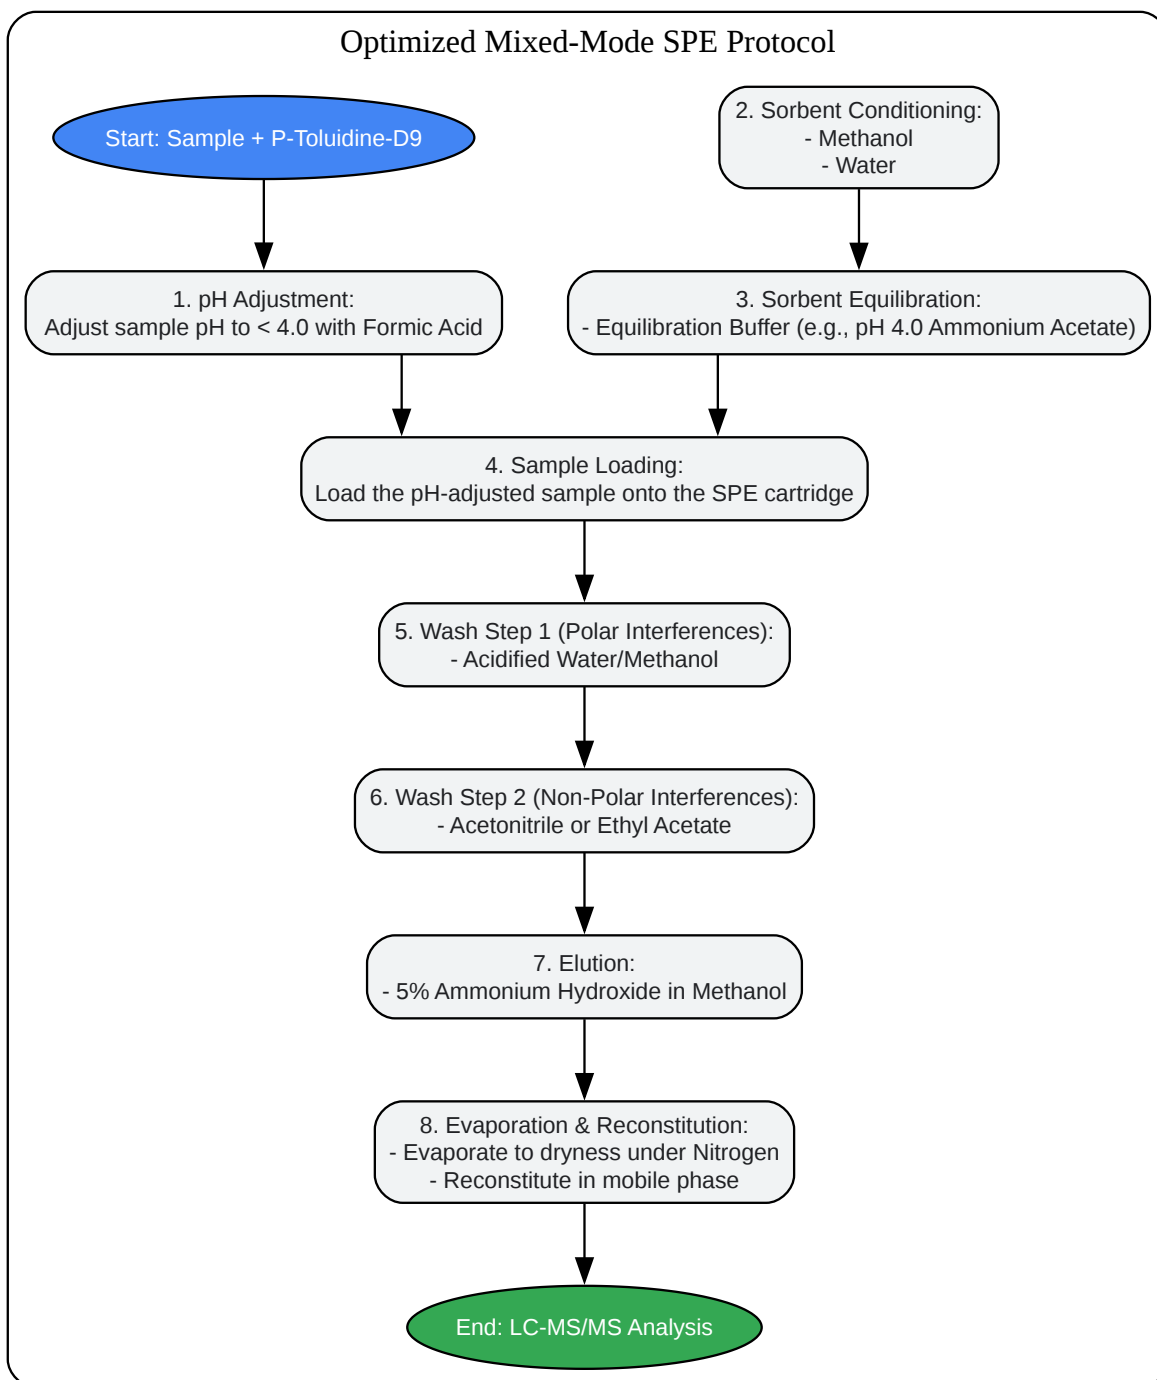 Optimized Mixed-Mode SPE Protocol
Start: Sample + P-Toluidine-D9
2. Sorbent Conditioning:
- Methanol
- Water
1. pH Adjustment:
Adjust sample pH to < 4.0 with Formic Acid
3. Sorbent Equilibration:
- Equilibration Buffer (e.g., pH 4.0 Ammonium Acetate)
4. Sample Loading:
Load the pH-adjusted sample onto the SPE cartridge
5. Wash Step 1 (Polar Interferences):
- Acidified Water/Methanol
6. Wash Step 2 (Non-Polar Interferences):
- Acetonitrile or Ethyl Acetate
7. Elution:
- 5% Ammonium Hydroxide in Methanol
8. Evaporation & Reconstitution:
- Evaporate to dryness under Nitrogen
- Reconstitute in mobile phase
End: LC-MS/MS Analysis